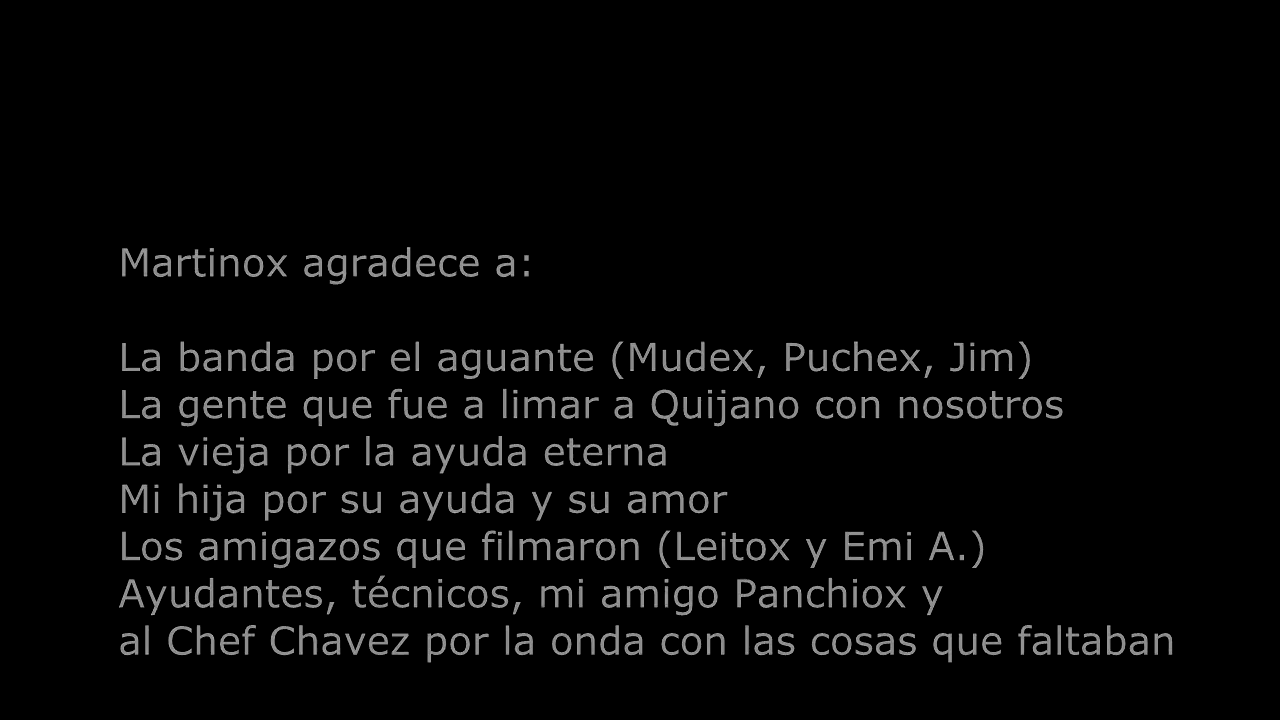 Martinox agradece a:
La banda por el aguante (Mudex, Puchex, Jim)
La gente que fue a limar a Quijano con nosotros
La vieja por la ayuda eterna
Mi hija por su ayuda y su amor
Los amigazos que filmaron (Leitox y Emi A.)
Ayudantes, técnicos, mi amigo Panchiox y
al Chef Chavez por la onda con las cosas que faltaban